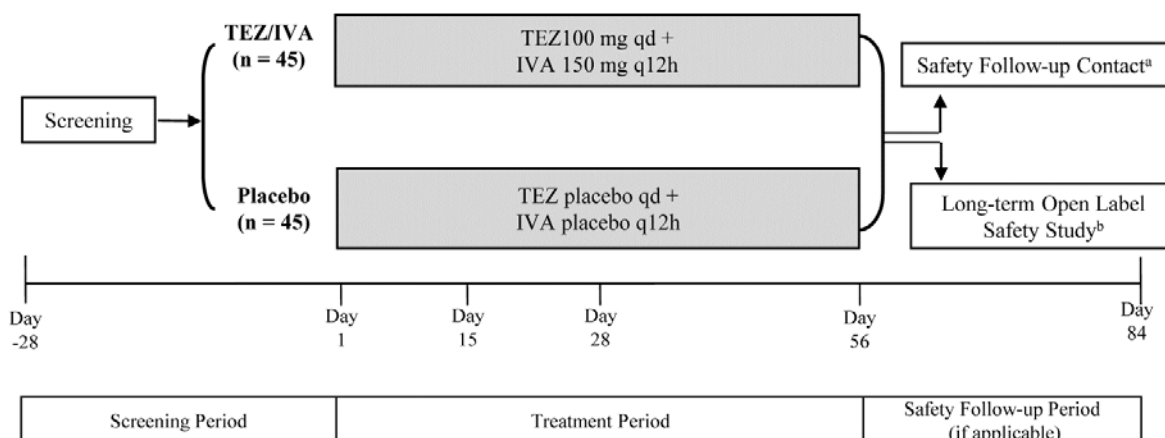 TEZ/IVA
(n = 45)
TEZ100 mg qd +
IVA 150 mg q12h
Safety Follow-up Contactᵃ
Screening
Placebo
(n = 45)
TEZ placebo qd +
IVA placebo q12h
Long-term Open Label
Safety Studyᵇ
Day
-28
Day
1
Day
15
Day
28
Day
56
Day
84
Screening Period
Treatment Period
Safety Follow-up Period
(if applicable)